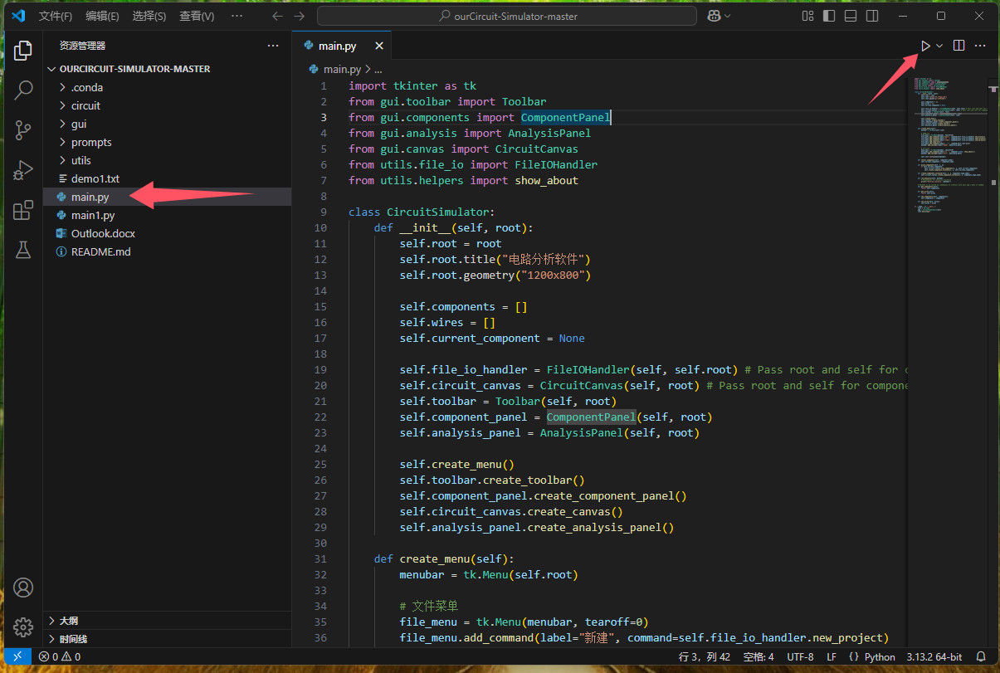 文件(F) 编辑(E) 选择(S) 查看(V) ··· ourCircuit-Simulator-master
资源管理器 ···
OURCIRCUIT-SIMULATOR-MASTER
.conda
circuit
gui
prompts
utils
demo1.txt
main.py
main1.py
Outlook.docx
README.md
大纲
时间线
main.py
main.py > ...
1 import tkinter as tk
2 from gui.toolbar import Toolbar
3 from gui.components import ComponentPanel
4 from gui.analysis import AnalysisPanel
5 from gui.canvas import CircuitCanvas
6 from utils.file_io import FileIOHandler
7 from utils.helpers import show_about
8
9 class CircuitSimulator:
10 def __init__(self, root):
11 self.root = root
12 self.root.title("电路分析软件")
13 self.root.geometry("1200x800")
14
15 self.components = []
16 self.wires = []
17 self.current_component = None
18
19 self.file_io_handler = FileIOHandler(self, self.root) # Pass root and self for c
20 self.circuit_canvas = CircuitCanvas(self, root) # Pass root and self for compone
21 self.toolbar = Toolbar(self, root)
22 self.component_panel = ComponentPanel(self, root)
23 self.analysis_panel = AnalysisPanel(self, root)
24
25 self.create_menu()
26 self.toolbar.create_toolbar()
27 self.component_panel.create_component_panel()
28 self.circuit_canvas.create_canvas()
29 self.analysis_panel.create_analysis_panel()
30
31 def create_menu(self):
32 menubar = tk.Menu(self.root)
33
34 # 文件菜单
35 file_menu = tk.Menu(menubar, tearoff=0)
36 file_menu.add_command(label="新建", command=self.file_io_handler.new_project)
0 0 行 3，列 42 空格: 4 UTF-8 LF {} Python 3.13.2 64-bit